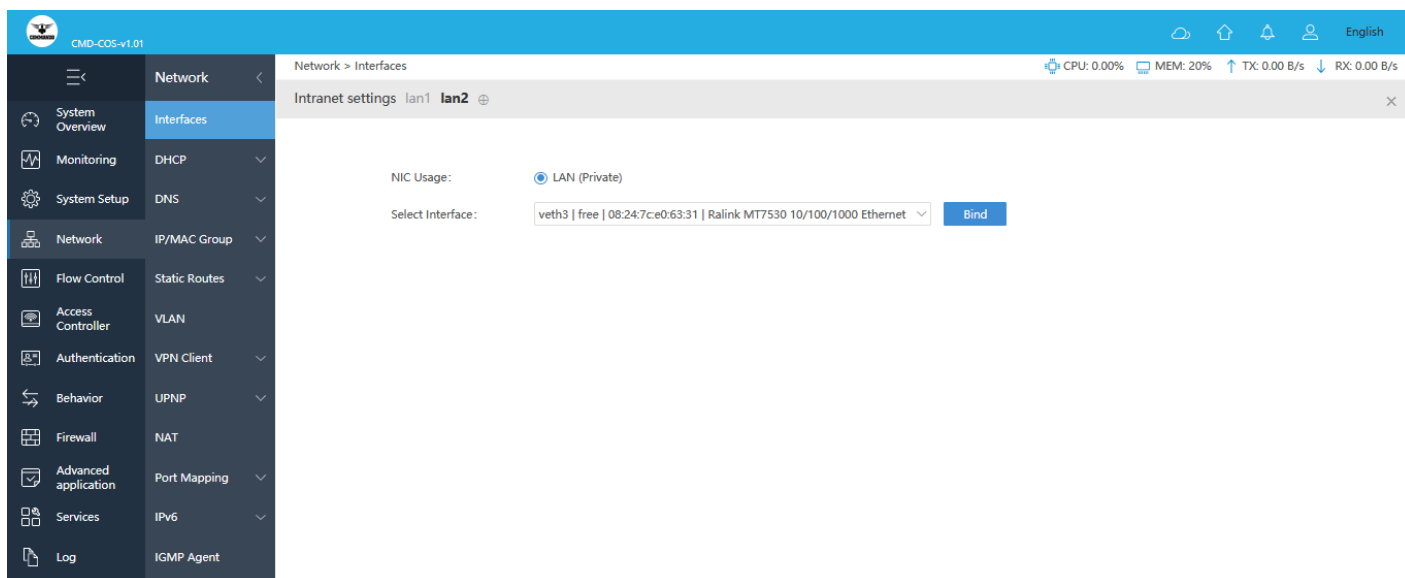 COMMANDO
CMD-COS-v1.01
English
Network
Network > Interfaces
CPU: 0.00% MEM: 20% TX: 0.00 B/s RX: 0.00 B/s
Intranet settings lan1 lan2
System
Overview
Monitoring
System Setup
Network
Flow Control
Access
Controller
Authentication
Behavior
Firewall
Advanced
application
Services
Log
Interfaces
DHCP
DNS
IP/MAC Group
Static Routes
VLAN
VPN Client
UPNP
NAT
Port Mapping
IPv6
IGMP Agent
NIC Usage: LAN (Private)
Select Interface: veth3 | free | 08:24:7c:e0:63:31 | Ralink MT7530 10/100/1000 Ethernet Bind